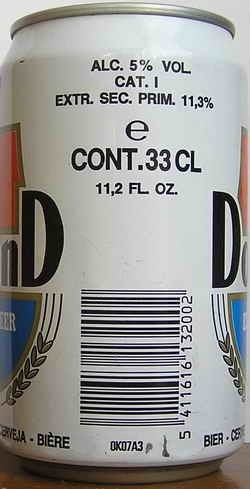 ALC. 5% VOL.
CAT. I
EXTR. SEC. PRIM. 11,3%
e
CONT. 33 CL
11,2 FL. OZ.
D
D
5 411616 132002
- BIÈRE
0K07A3
BIER -